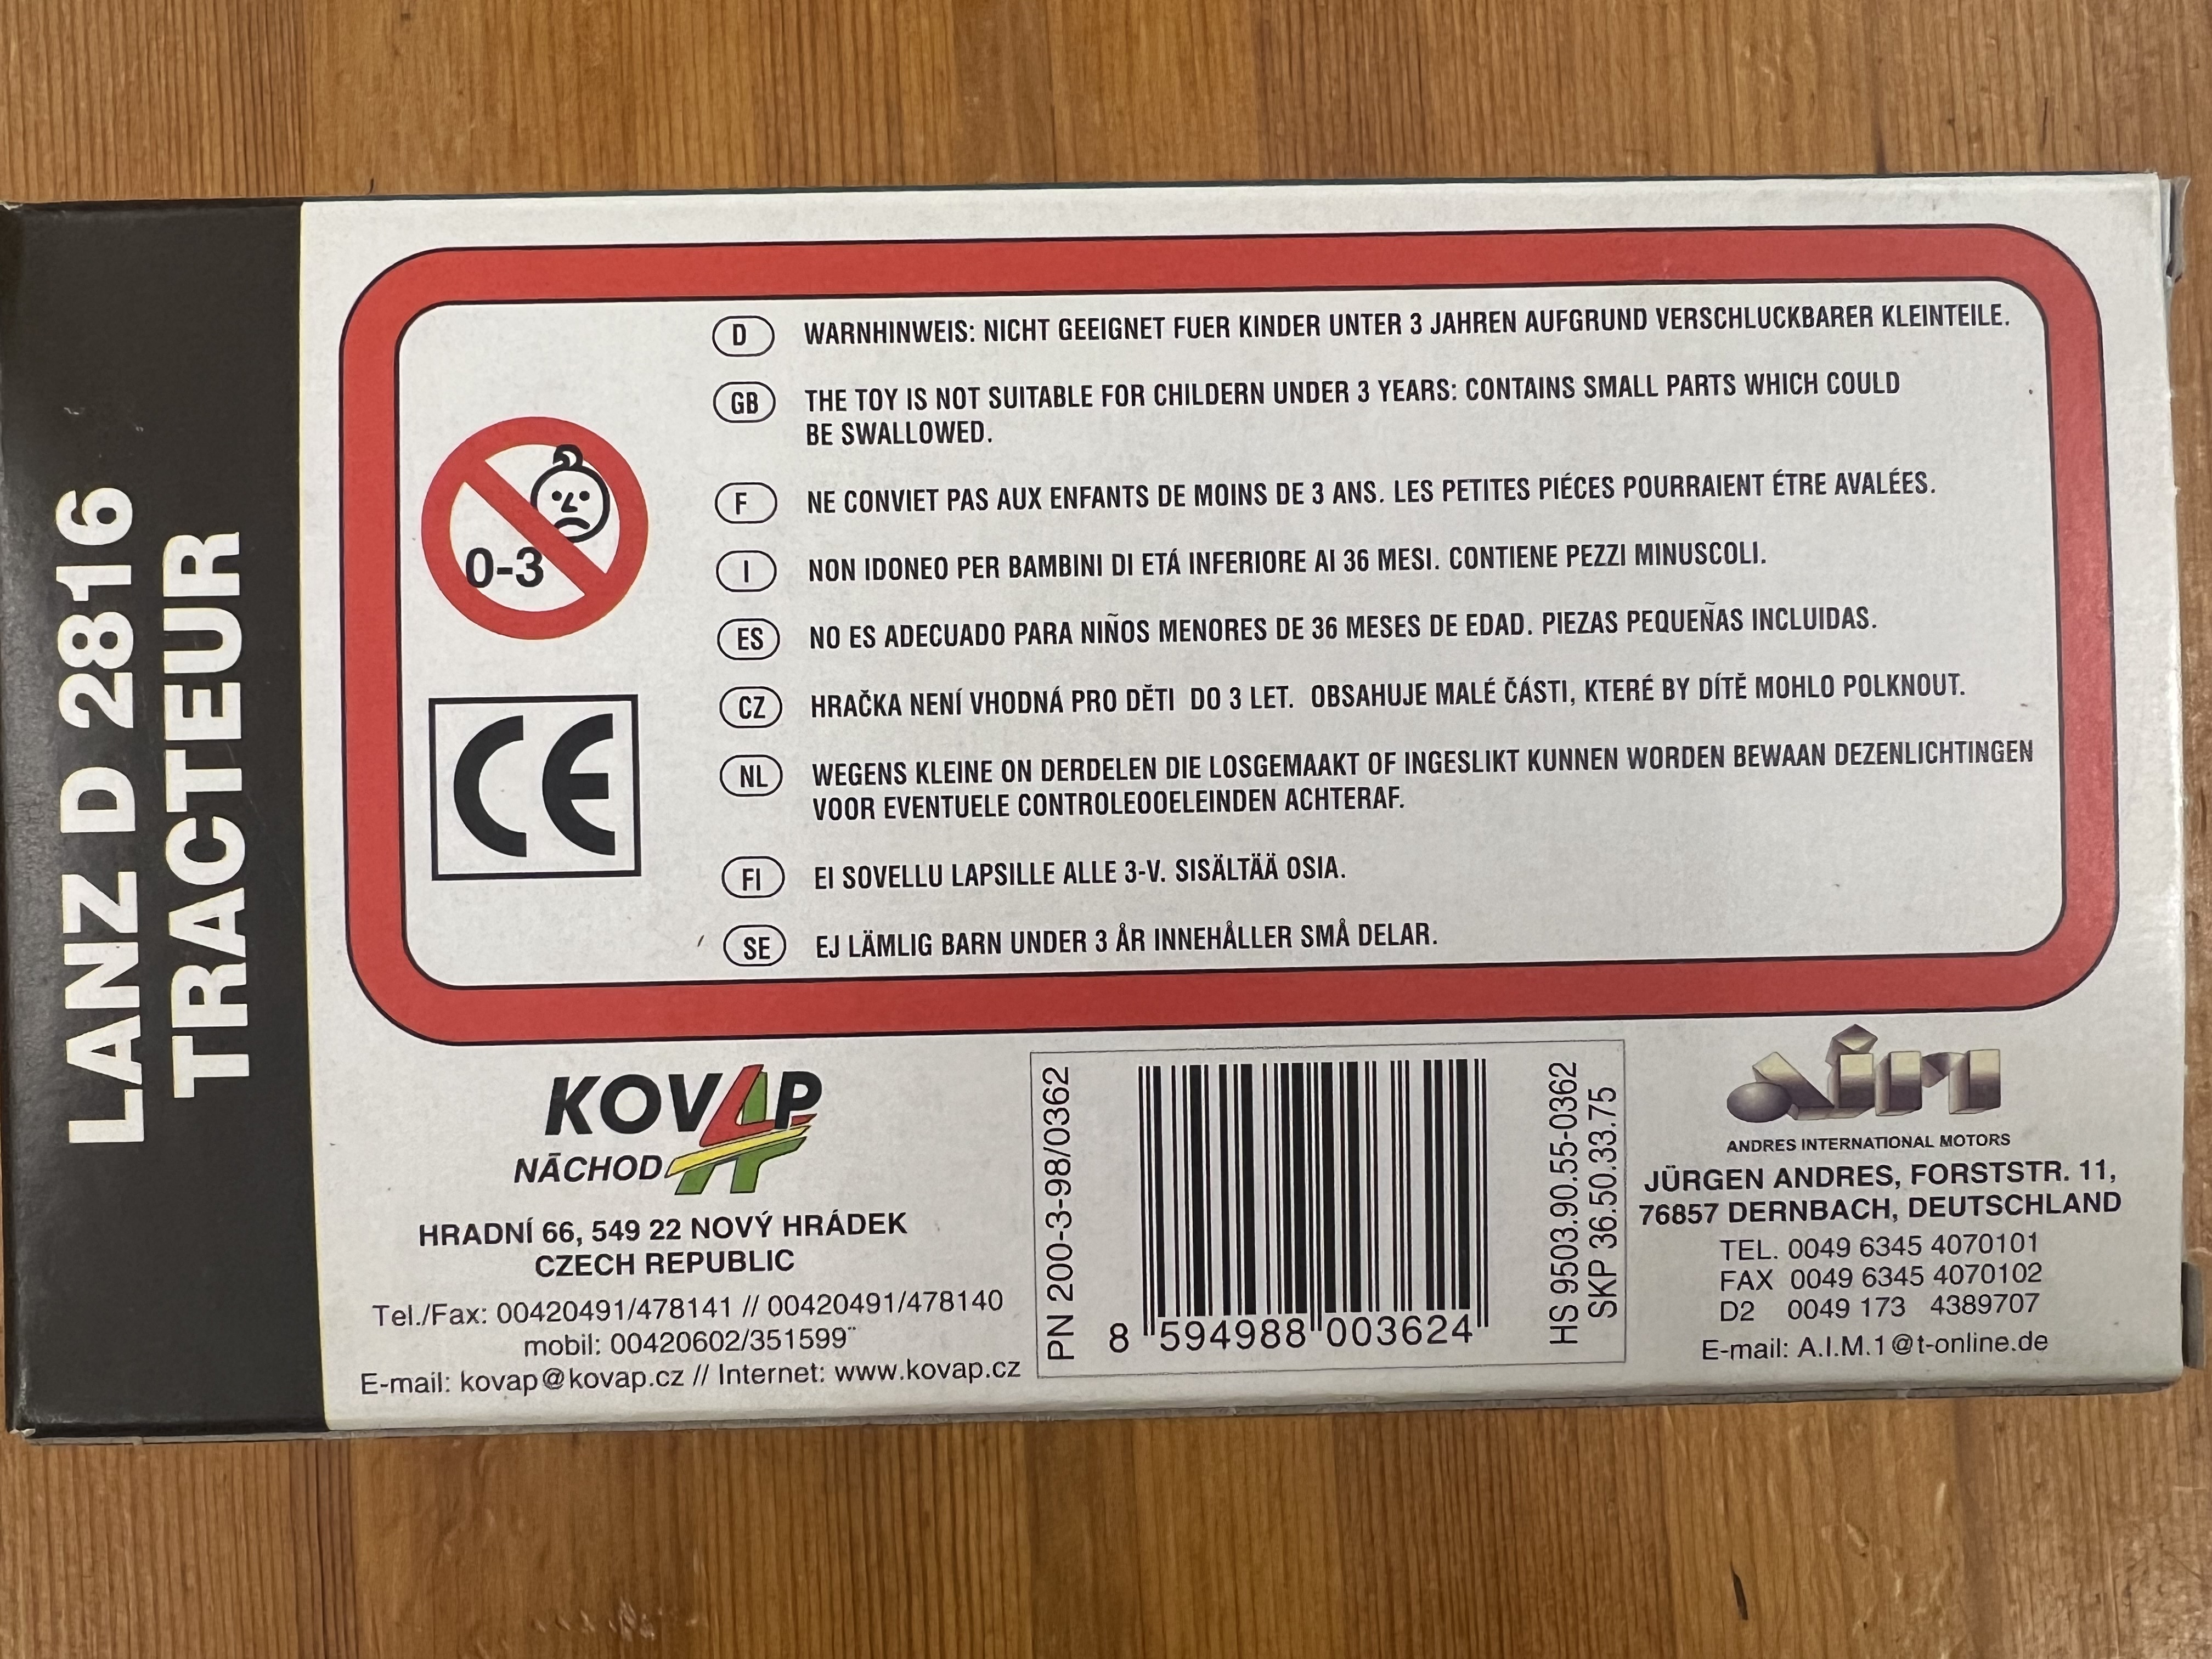 LANZ D 2816
TRACTEUR
0-3
CE
D WARNHINWEIS: NICHT GEEIGNET FUER KINDER UNTER 3 JAHREN AUFGRUND VERSCHLUCKBARER KLEINTEILE.
GB THE TOY IS NOT SUITABLE FOR CHILDERN UNDER 3 YEARS: CONTAINS SMALL PARTS WHICH COULD
BE SWALLOWED.
F NE CONVIET PAS AUX ENFANTS DE MOINS DE 3 ANS. LES PETITES PIÉCES POURRAIENT ÉTRE AVALÉES.
I NON IDONEO PER BAMBINI DI ETÁ INFERIORE AI 36 MESI. CONTIENE PEZZI MINUSCOLI.
ES NO ES ADECUADO PARA NIÑOS MENORES DE 36 MESES DE EDAD. PIEZAS PEQUEÑAS INCLUIDAS.
CZ HRAČKA NENÍ VHODNÁ PRO DĚTI DO 3 LET. OBSAHUJE MALÉ ČÁSTI, KTERÉ BY DÍTĚ MOHLO POLKNOUT.
NL WEGENS KLEINE ON DERDELEN DIE LOSGEMAAKT OF INGESLIKT KUNNEN WORDEN BEWAAN DEZENLICHTINGEN
VOOR EVENTUELE CONTROLEOOELEINDEN ACHTERAF.
FI EI SOVELLU LAPSILLE ALLE 3-V. SISÄLTÄÄ OSIA.
SE EJ LÄMLIG BARN UNDER 3 ÅR INNEHÅLLER SMÅ DELAR.
KOVAP
NÁCHOD
HRADNÍ 66, 549 22 NOVÝ HRÁDEK
CZECH REPUBLIC
Tel./Fax: 00420491/478141 // 00420491/478140
mobil: 00420602/351599¨
E-mail: kovap@kovap.cz // Internet: www.kovap.cz
PN 200-3-98/0362
8 594988 003624
HS 9503.90.55-0362
SKP 36.50.33.75
AIM
ANDRES INTERNATIONAL MOTORS
JÜRGEN ANDRES, FORSTSTR. 11,
76857 DERNBACH, DEUTSCHLAND
TEL. 0049 6345 4070101
FAX 0049 6345 4070102
D2 0049 173 4389707
E-mail: A.I.M.1@t-online.de